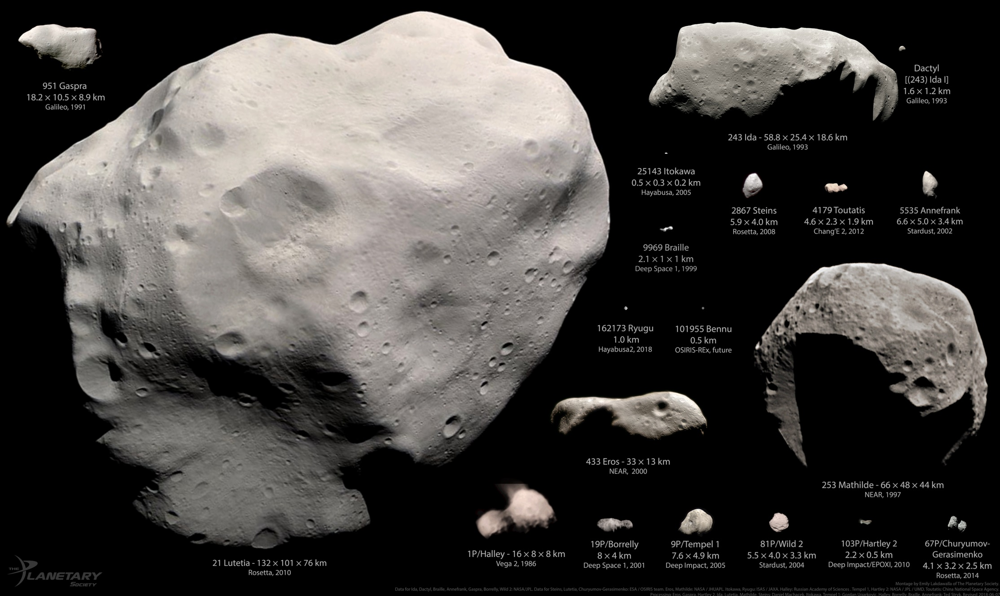 951 Gaspra
18.2 × 10.5 × 8.9 km
Galileo, 1991
Dactyl
[(243) Ida I]
1.6 × 1.2 km
Galileo, 1993
243 Ida - 58.8 × 25.4 × 18.6 km
Galileo, 1993
25143 Itokawa
0.5 × 0.3 × 0.2 km
Hayabusa, 2005
2867 Steins
5.9 × 4.0 km
Rosetta, 2008
4179 Toutatis
4.6 × 2.3 × 1.9 km
Chang’E 2, 2012
5535 Annefrank
6.6 × 5.0 × 3.4 km
Stardust, 2002
9969 Braille
2.1 × 1 × 1 km
Deep Space 1, 1999
162173 Ryugu
1.0 km
Hayabusa2, 2018
101955 Bennu
0.5 km
OSIRIS-REx, future
433 Eros - 33 × 13 km
NEAR, 2000
253 Mathilde - 66 × 48 × 44 km
NEAR, 1997
21 Lutetia - 132 × 101 × 76 km
Rosetta, 2010
1P/Halley - 16 × 8 × 8 km
Vega 2, 1986
19P/Borrelly
8 × 4 km
Deep Space 1, 2001
9P/Tempel 1
7.6 × 4.9 km
Deep Impact, 2005
81P/Wild 2
5.5 × 4.0 × 3.3 km
Stardust, 2004
103P/Hartley 2
2.2 × 0.5 km
Deep Impact/EPOXI, 2010
67P/Churyumov-
Gerasimenko
4.1 × 3.2 × 2.5 km
Rosetta, 2014
THE
PLANETARY
SOCIETY
Montage by Emily Lakdawalla of The Planetary Society.
Data for Ida, Dactyl, Braille, Annefrank, Gaspra, Borrelly, Wild 2: NASA/JPL. Data for Steins, Lutetia, Churyumov-Gerasimenko: ESA / OSIRIS team. Eros, Mathilde: NASA / JHUAPL. Itokawa, Ryugu: ISAS / JAXA. Halley: Russian Academy of Sciences . Tempel 1, Hartley 2: NASA / JPL / UMD. Toutatis: China National Space Agency.
Processing: Eros, Gaspra, Hartley 2, Ida, Lutetia, Mathilde, Steins: Daniel Machacek. Itokawa, Tempel 1: Gordan Ugarkovic. Halley, Borrelly, Braille, Annefrank: Ted Stryk. Revised 2018-06-07